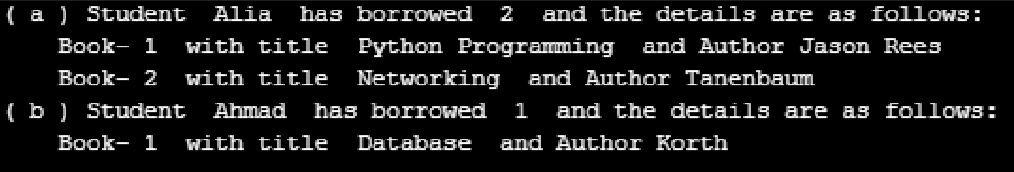 ( a ) Student  Alia  has borrowed  2  and the details are as follows:
Book- 1  with title  Python Programming  and Author Jason Rees
Book- 2  with title  Networking  and Author Tanenbaum
( b ) Student  Ahmad  has borrowed  1  and the details are as follows:
Book- 1  with title  Database  and Author Korth